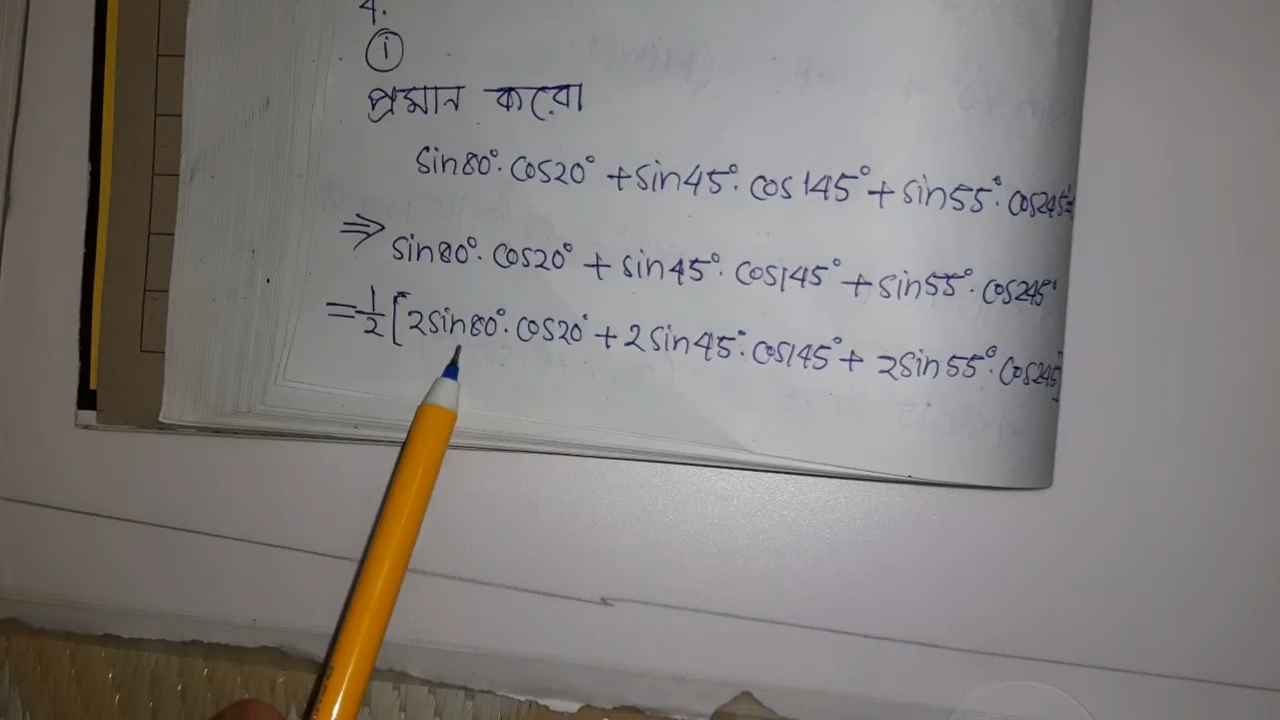 4.
i
প্রমান করো
sin80°. cos20° + sin45°. cos145° + sin55°. cos245°=
⇒ sin80°. cos20° + sin45°. cos145° + sin55°. cos245°
= 1/2 [2sin80°. cos20° + 2sin45°. cos145° + 2sin55°. cos245]